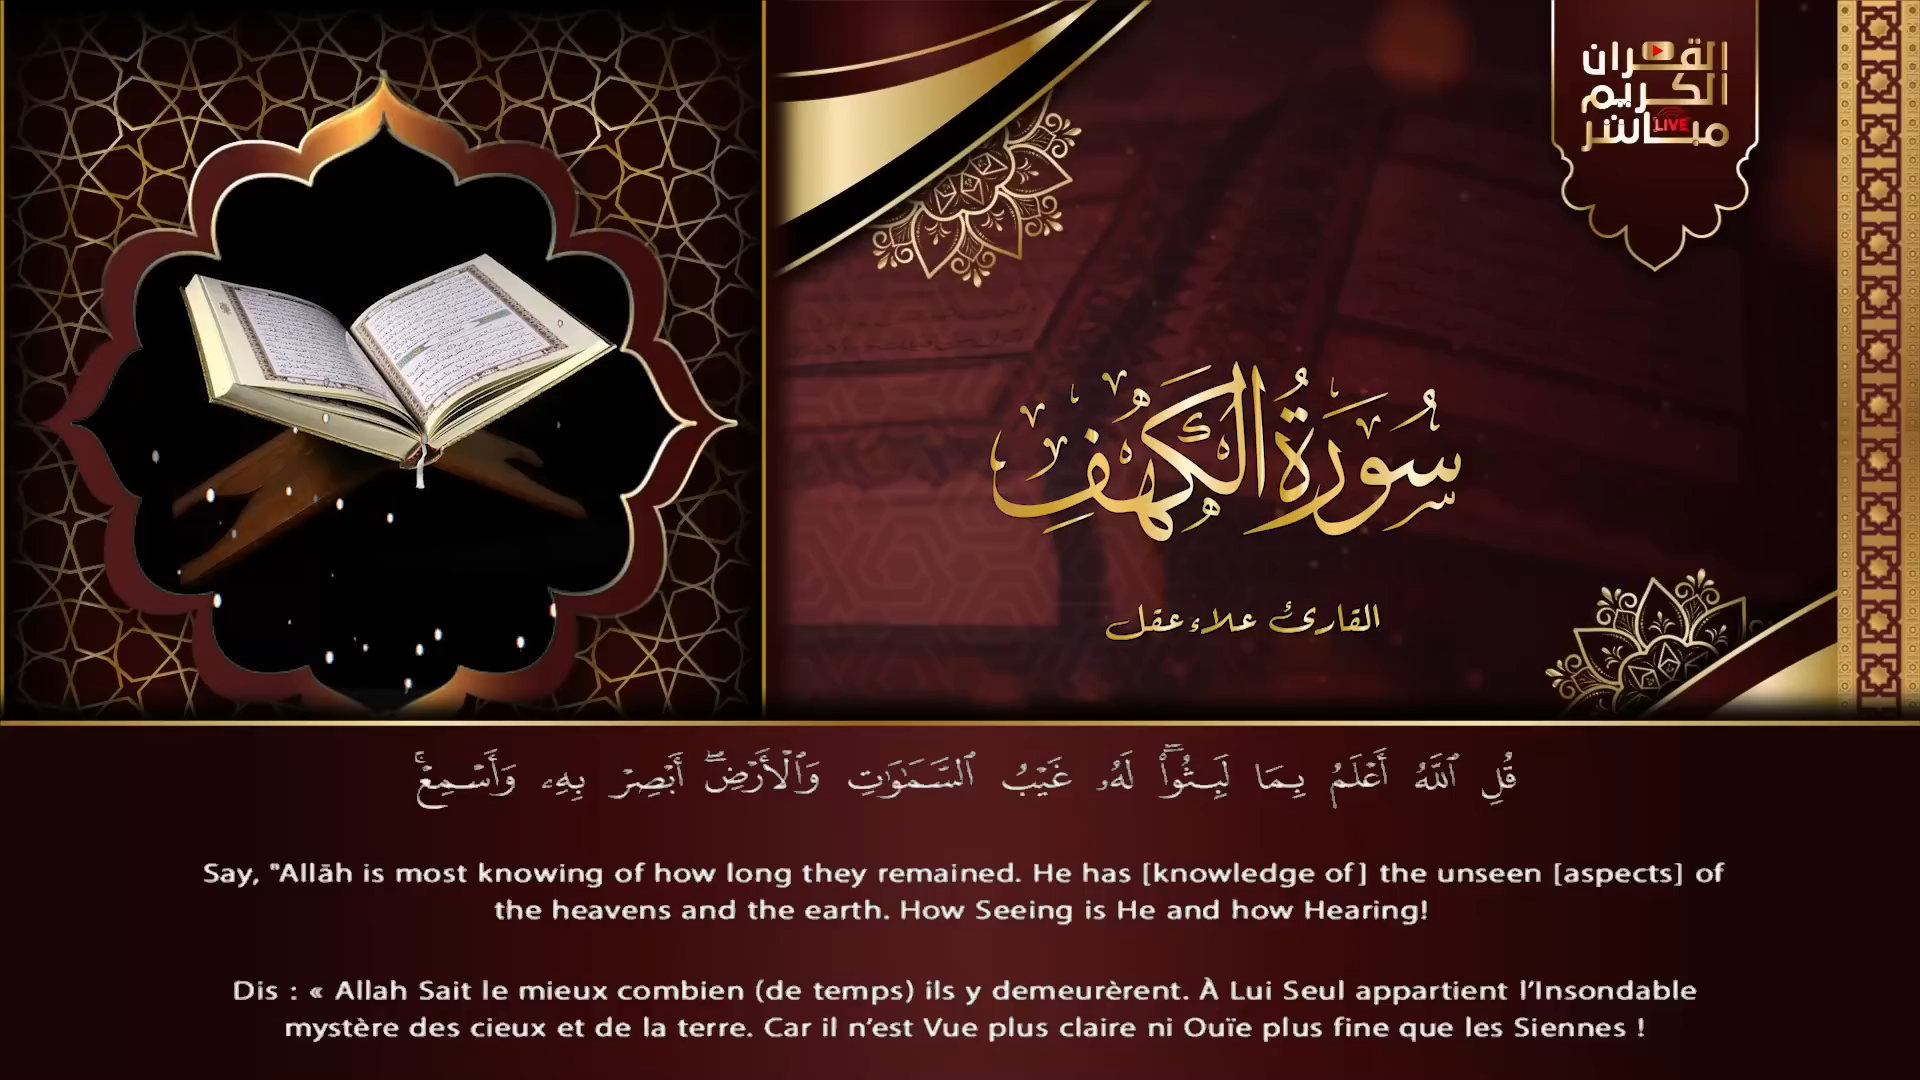 القرآن
الكريم
مباشر
LIVE
سُورَةُ الكَهْفِ
القارئ علاء عقل
قُلِ ٱللَّهُ أَعْلَمُ بِمَا لَبِثُوا۟ ۖ لَهُۥ غَيْبُ ٱلسَّمَـٰوَٰتِ وَٱلْأَرْضِ ۖ أَبْصِرْ بِهِۦ وَأَسْمِعْ ۚ
Say, "Allāh is most knowing of how long they remained. He has [knowledge of] the unseen [aspects] of
the heavens and the earth. How Seeing is He and how Hearing!
Dis : « Allah Sait le mieux combien (de temps) ils y demeurèrent. À Lui Seul appartient l’Insondable
mystère des cieux et de la terre. Car il n’est Vue plus claire ni Ouïe plus fine que les Siennes !